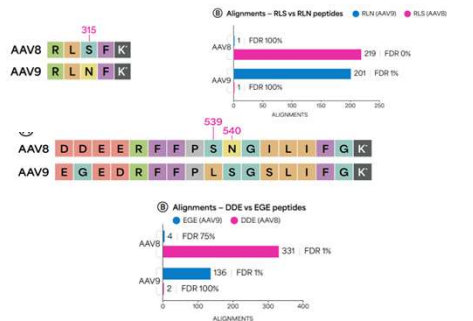 315
AAV8 R L S F K
AAV9 R L N F K
Ⓑ Alignments – RLS vs RLN peptides
RLN (AAV9) RLS (AAV8)
AAV8
1 FDR 100%
219 FDR 0%
AAV9
201 FDR 1%
1 FDR 100%
0 50 100 150 200 250
ALIGNMENTS
539
540
AAV8 D D E E R F F P S N G I L I F G K
AAV9 E G E D R F F P L S G S L I F G K
Ⓑ Alignments – DDE vs EGE peptides
EGE (AAV9) DDE (AAV8)
AAV8
4 FDR 75%
331 FDR 1%
AAV9
136 FDR 1%
2 FDR 100%
0 100 200 300 400
ALIGNMENTS